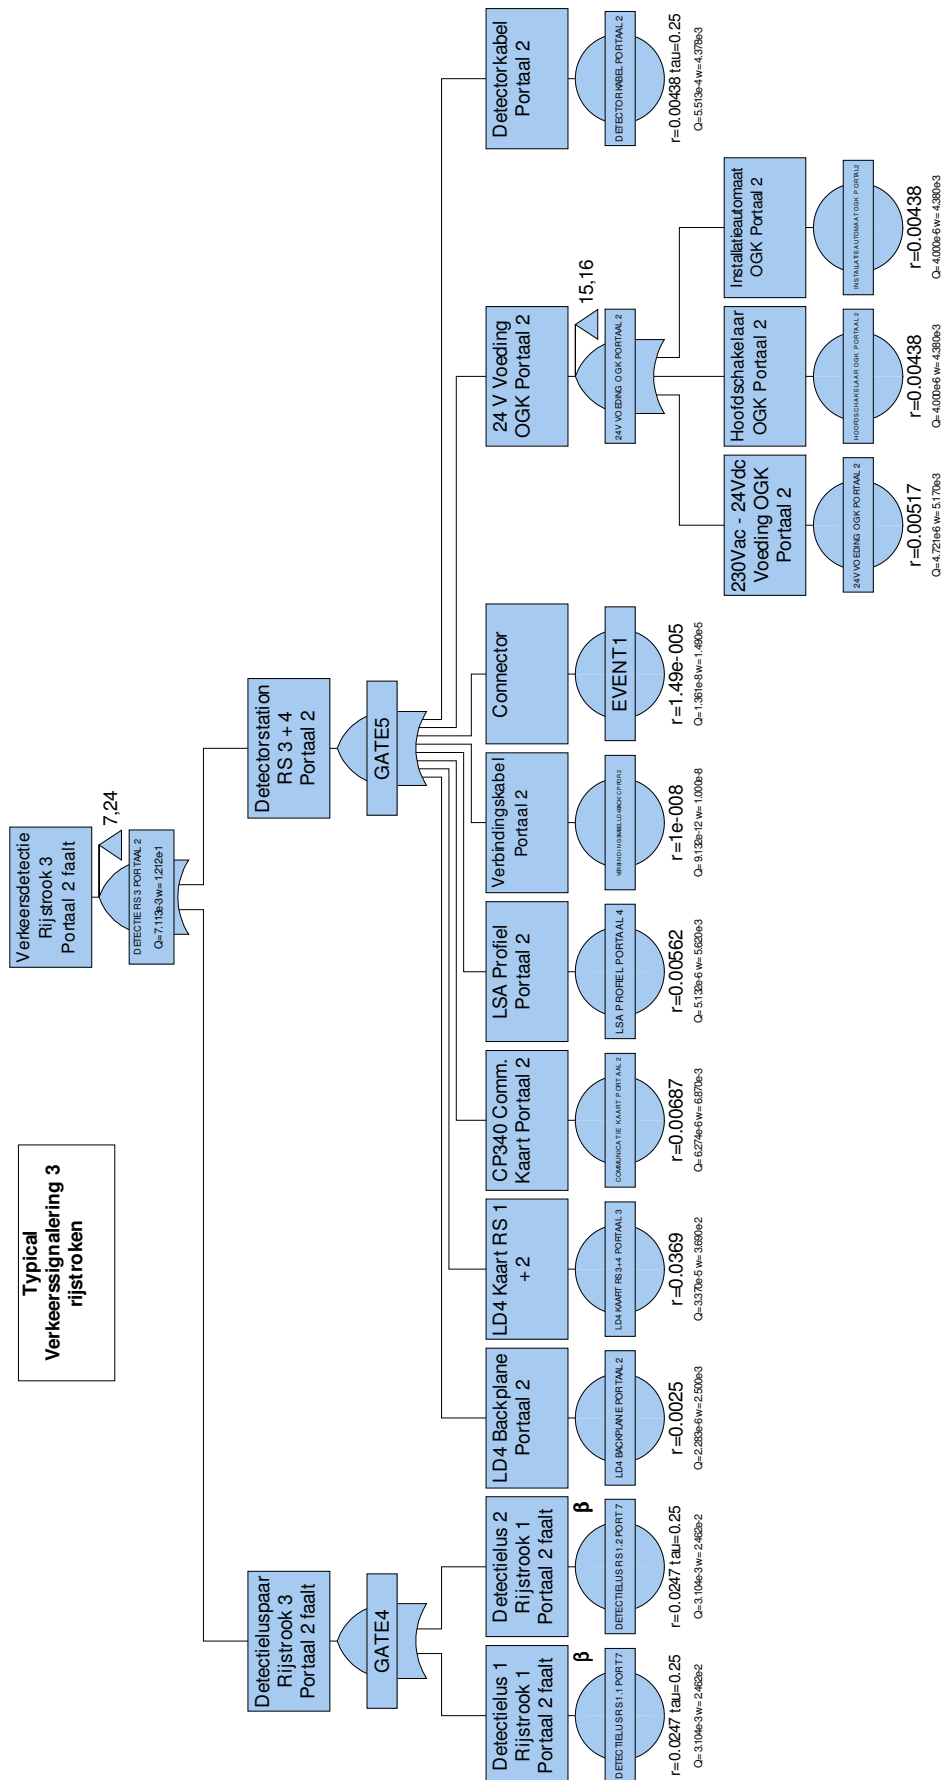 Typical
Verkeerssignalering 3
rijstroken
Verkeersdetectie
Rijstrook 3
Portaal 2 faalt
7,24
DETECTIE RS 3 PORTAAL 2
Q=7.113e-3 w=1.212e-1
Detectieluspaar
Rijstrook 3
Portaal 2 faalt
GATE4
Detectorstation
RS 3 + 4
Portaal 2
GATE5
Detectielus 1
Rijstrook 1
Portaal 2 faalt
β
DETECTIELUS RS 1.1 PORT 7
r=0.0247 tau=0.25
Q=3.104e-3 w=2.462e-2
Detectielus 2
Rijstrook 1
Portaal 2 faalt
β
DETECTIELUS RS 1.2 PORT 7
r=0.0247 tau=0.25
Q=3.104e-3 w=2.462e-2
LD4 Backplane
Portaal 2
LD4 BACKPLANE PORTAAL 2
r=0.0025
Q=2.283e-6 w=2.500e-3
LD4 Kaart RS 1
+ 2
LD4 KAART RS 3+4 PORTAAL 3
r=0.0369
Q=3.370e-5 w=3.690e-2
CP340 Comm.
Kaart Portaal 2
COMMUNICATIE KAART PORTAAL 2
r=0.00687
Q=6.274e-6 w=6.870e-3
LSA Profiel
Portaal 2
LSA PROFIEL PORTAAL 4
r=0.00562
Q=5.132e-6 w=5.620e-3
Verbindingskabel
Portaal 2
r=1e-008
Q=9.132e-12 w=1.000e-8
Connector
EVENT1
r=1.49e-005
Q=1.361e-8 w=1.490e-5
24 V Voeding
OGK Portaal 2
15,16
24V VOEDING OGK PORTAAL 2
Detectorkabel
Portaal 2
DETECTORKABEL PORTAAL 2
r=0.00438 tau=0.25
Q=5.513e-4 w=4.378e-3
230Vac - 24Vdc
Voeding OGK
Portaal 2
24V VOEDING OGK PORTAAL 2
r=0.00517
Q=4.721e-6 w=5.170e-3
Hoofdschakelaar
OGK Portaal 2
HOOFDSCHAKELAAR OGK PORTAAL 2
r=0.00438
Q=4.000e-6 w=4.380e-3
Installatieautomaat
OGK Portaal 2
INSTALLATIEAUTOMAAT OGK PORTAL2
r=0.00438
Q=4.000e-6 w=4.380e-3